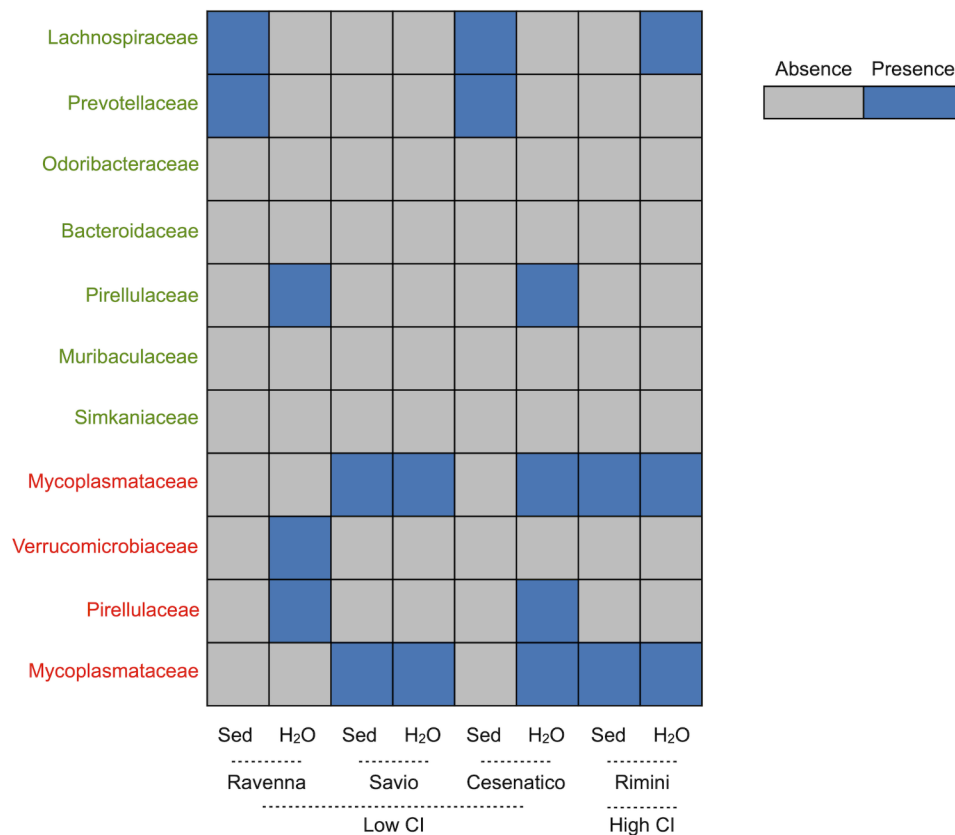 Lachnospiraceae
Absence Presence
Prevotellaceae
Odoribacteraceae
Bacteroidaceae
Pirellulaceae
Muribaculaceae
Simkaniaceae
Mycoplasmataceae
Verrucomicrobiaceae
Pirellulaceae
Mycoplasmataceae
Sed H₂O Sed H₂O Sed H₂O Sed H₂O
Ravenna Savio Cesenatico Rimini
Low CI High CI